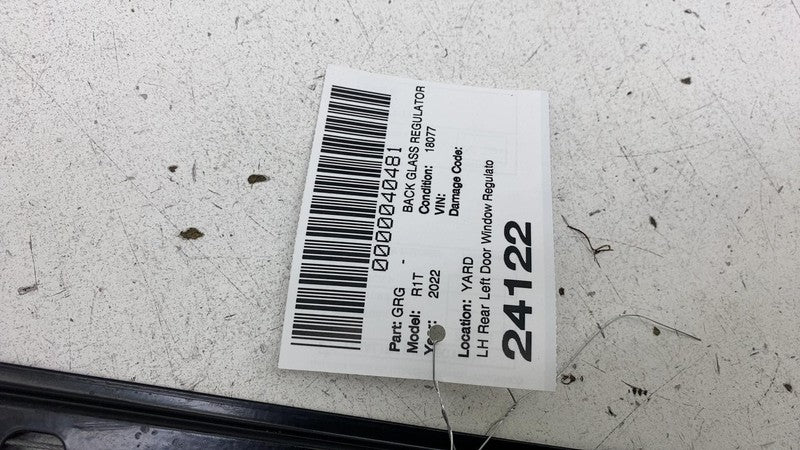 0000040481
Part: GRG - BACK GLASS REGULATOR
Model: R1T Condition: 18077
Year: 2022 VIN:
Damage Code:
Location: YARD
LH Rear Left Door Window Regulato
24122